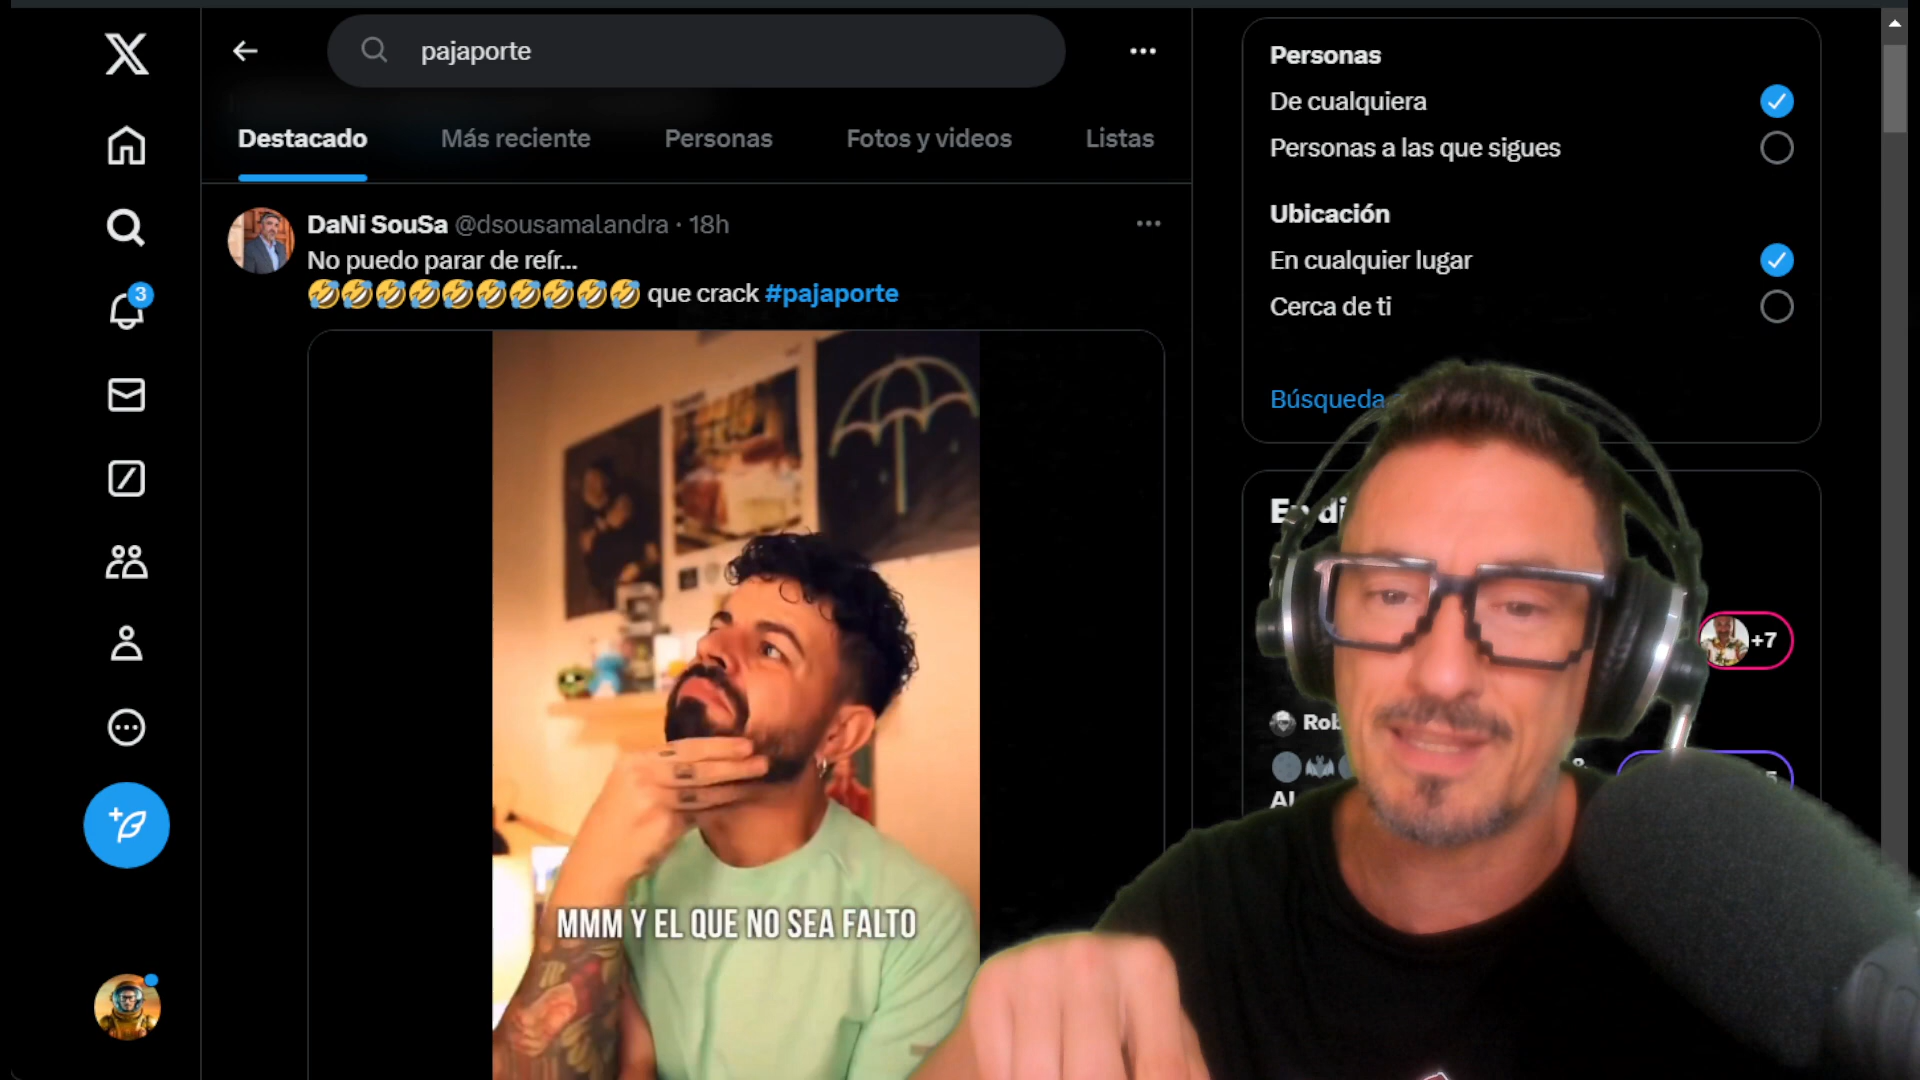 pajaporte
Destacado
Más reciente
Personas
Fotos y videos
Listas
DaNi SouSa @dsousamalandra · 18h
No puedo parar de reír...
🤣🤣🤣🤣🤣🤣🤣🤣🤣🤣 que crack #pajaporte
MMM Y EL QUE NO SEA FALTO
3
Personas
De cualquiera
Personas a las que sigues
Ubicación
En cualquier lugar
Cerca de ti
Búsqueda
+7